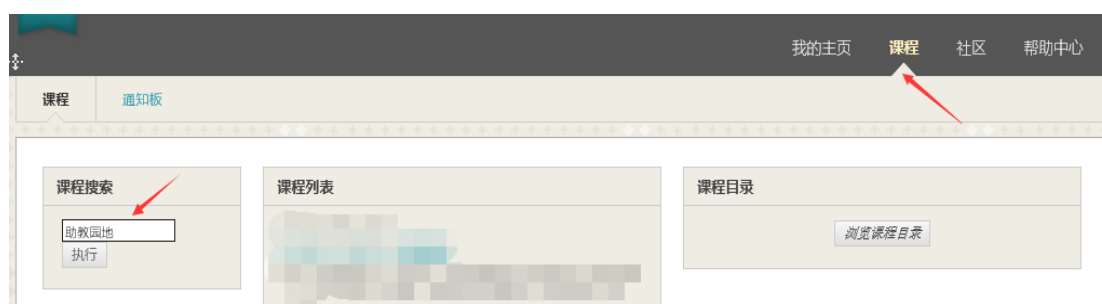 我的主页 课程 社区 帮助中心
课程 通知板
课程搜索
助教园地
执行
课程列表
课程目录
浏览课程目录